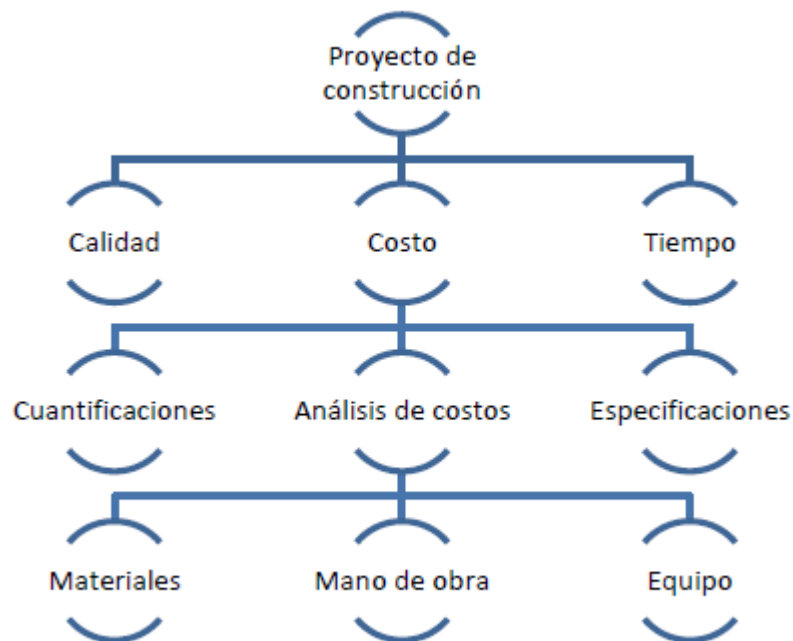 Proyecto de
construcción
Calidad
Costo
Tiempo
Cuantificaciones
Análisis de costos
Especificaciones
Materiales
Mano de obra
Equipo